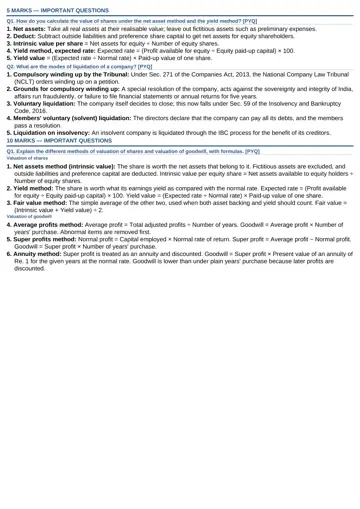 5 MARKS — IMPORTANT QUESTIONS
Q1. How do you calculate the value of shares under the net asset method and the yield method? [PYQ]
1. Net assets: Take all real assets at their realisable value; leave out fictitious assets such as preliminary expenses.
2. Deduct: Subtract outside liabilities and preference share capital to get net assets for equity shareholders.
3. Intrinsic value per share = Net assets for equity ÷ Number of equity shares.
4. Yield method, expected rate: Expected rate = (Profit available for equity ÷ Equity paid-up capital) × 100.
5. Yield value = (Expected rate ÷ Normal rate) × Paid-up value of one share.
Q2. What are the modes of liquidation of a company? [PYQ]
1. Compulsory winding up by the Tribunal: Under Sec. 271 of the Companies Act, 2013, the National Company Law Tribunal
(NCLT) orders winding up on a petition.
2. Grounds for compulsory winding up: A special resolution of the company, acts against the sovereignty and integrity of India,
affairs run fraudulently, or failure to file financial statements or annual returns for five years.
3. Voluntary liquidation: The company itself decides to close; this now falls under Sec. 59 of the Insolvency and Bankruptcy
Code, 2016.
4. Members' voluntary (solvent) liquidation: The directors declare that the company can pay all its debts, and the members
pass a resolution.
5. Liquidation on insolvency: An insolvent company is liquidated through the IBC process for the benefit of its creditors.
10 MARKS — IMPORTANT QUESTIONS
Q1. Explain the different methods of valuation of shares and valuation of goodwill, with formulas. [PYQ]
Valuation of shares
1. Net assets method (intrinsic value): The share is worth the net assets that belong to it. Fictitious assets are excluded, and
outside liabilities and preference capital are deducted. Intrinsic value per equity share = Net assets available to equity holders ÷
Number of equity shares.
2. Yield method: The share is worth what its earnings yield as compared with the normal rate. Expected rate = (Profit available
for equity ÷ Equity paid-up capital) × 100. Yield value = (Expected rate ÷ Normal rate) × Paid-up value of one share.
3. Fair value method: The simple average of the other two, used when both asset backing and yield should count. Fair value =
(Intrinsic value + Yield value) ÷ 2.
Valuation of goodwill
4. Average profits method: Average profit = Total adjusted profits ÷ Number of years. Goodwill = Average profit × Number of
years' purchase. Abnormal items are removed first.
5. Super profits method: Normal profit = Capital employed × Normal rate of return. Super profit = Average profit − Normal profit.
Goodwill = Super profit × Number of years' purchase.
6. Annuity method: Super profit is treated as an annuity and discounted. Goodwill = Super profit × Present value of an annuity of
Re. 1 for the given years at the normal rate. Goodwill is lower than under plain years' purchase because later profits are
discounted.